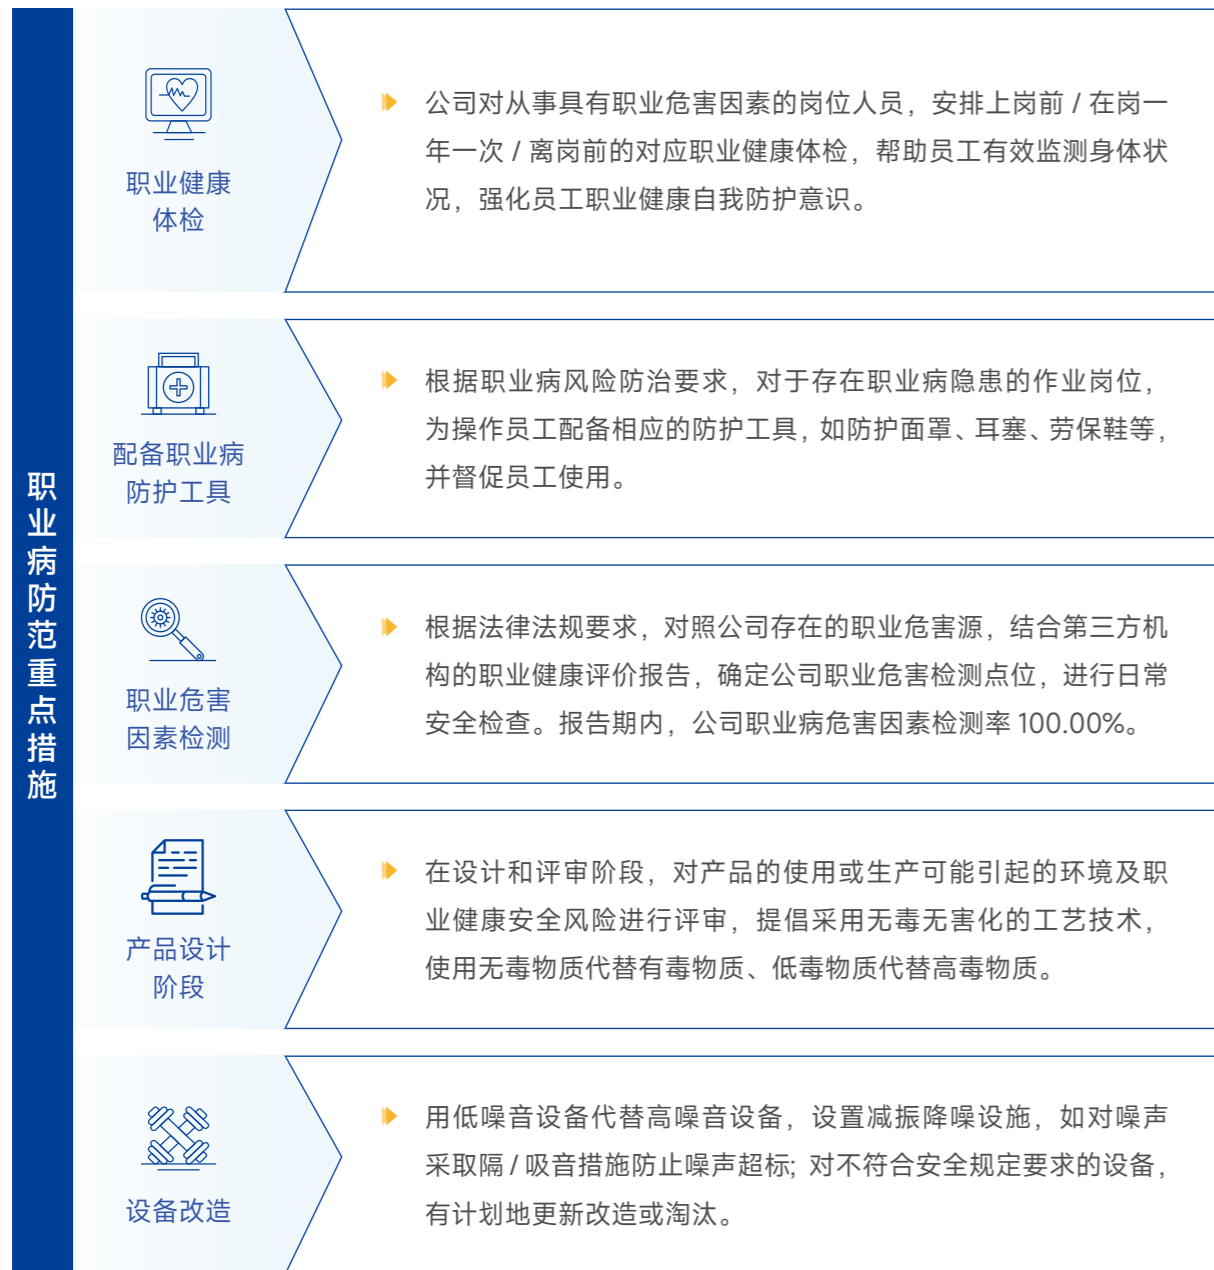 职业病防范重点措施
职业健康
体检
公司对从事具有职业危害因素的岗位人员，安排上岗前 / 在岗一
年一次 / 离岗前的对应职业健康体检，帮助员工有效监测身体状
况，强化员工职业健康自我防护意识。
配备职业病
防护工具
根据职业病风险防治要求，对于存在职业病隐患的作业岗位，
为操作员工配备相应的防护工具，如防护面罩、耳塞、劳保鞋等，
并督促员工使用。
职业危害
因素检测
根据法律法规要求，对照公司存在的职业危害源，结合第三方机
构的职业健康评价报告，确定公司职业危害检测点位，进行日常
安全检查。报告期内，公司职业病危害因素检测率 100.00%。
产品设计
阶段
在设计和评审阶段，对产品的使用或生产可能引起的环境及职
业健康安全风险进行评审，提倡采用无毒无害化的工艺技术，
使用无毒物质代替有毒物质、低毒物质代替高毒物质。
设备改造
用低噪音设备代替高噪音设备，设置减振降噪设施，如对噪声
采取隔 / 吸音措施防止噪声超标；对不符合安全规定要求的设备，
有计划地更新改造或淘汰。